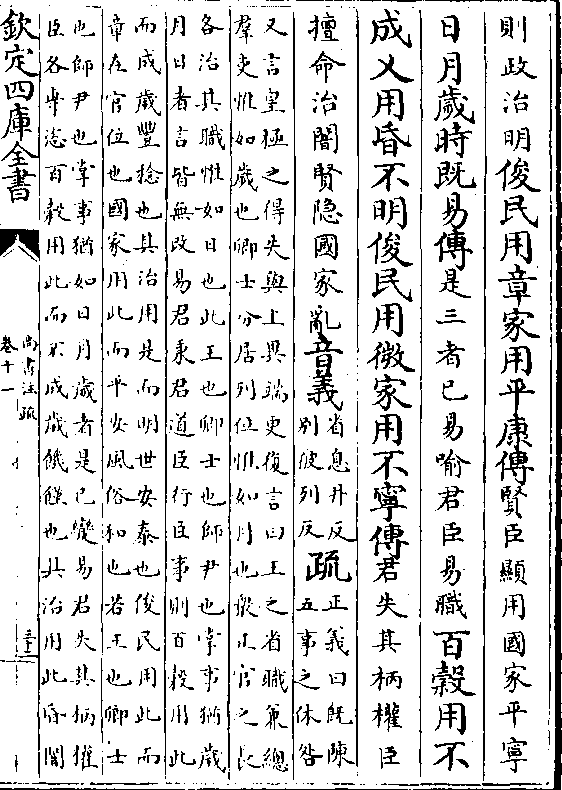 則政治明俊民用章家用平康傳賢臣顯用國家平寧
日月歲時既易傳是三者已易喻君臣易職百穀用不
成乂用昏不明俊民用微家用不寧傳君失其柄權臣
擅命治闇賢隱國家亂音義省息井反别彼列反疏正義曰既陳五事之休咎
又言皇極之得失與上異端更復言曰王之省職兼總
羣吏惟如歲也卿士分居列位惟如月也般正官之長
各治其職惟如日也此王也卿士也師尹也掌事猶歲
月日者言皆無改易君秉君道臣行臣事則百穀用此
而成歲豐稔也其治用是而明世安泰也俊民用此而
章在官位也國家用此而平安風俗和也若王也卿士
也師尹也掌事猶如日月歲者是已變易君失其柄權
臣各専恣百穀用此而不成歲饑饉也其治用此昏闇
欽定四庫全書
尚書注疏
卷十一